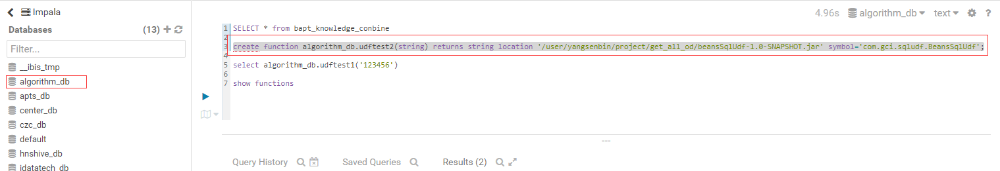 Impala
4.96s algorithm_db text ?
Databases (13)
Filter...
__ibis_tmp
algorithm_db
apts_db
center_db
czc_db
default
hnshive_db
idatatech_db
1 SELECT * from bapt_knowledge_conbine
2
3 create function algorithm_db.udftest2(string) returns string location '/user/yangsenbin/project/get_all_od/beansSqlUdf-1.0-SNAPSHOT.jar' symbol='com.gci.sqludf.BeansSqlUdf';
4
5 select algorithm_db.udftest1('123456')
6
7 show functions
Query History Saved Queries Results (2)